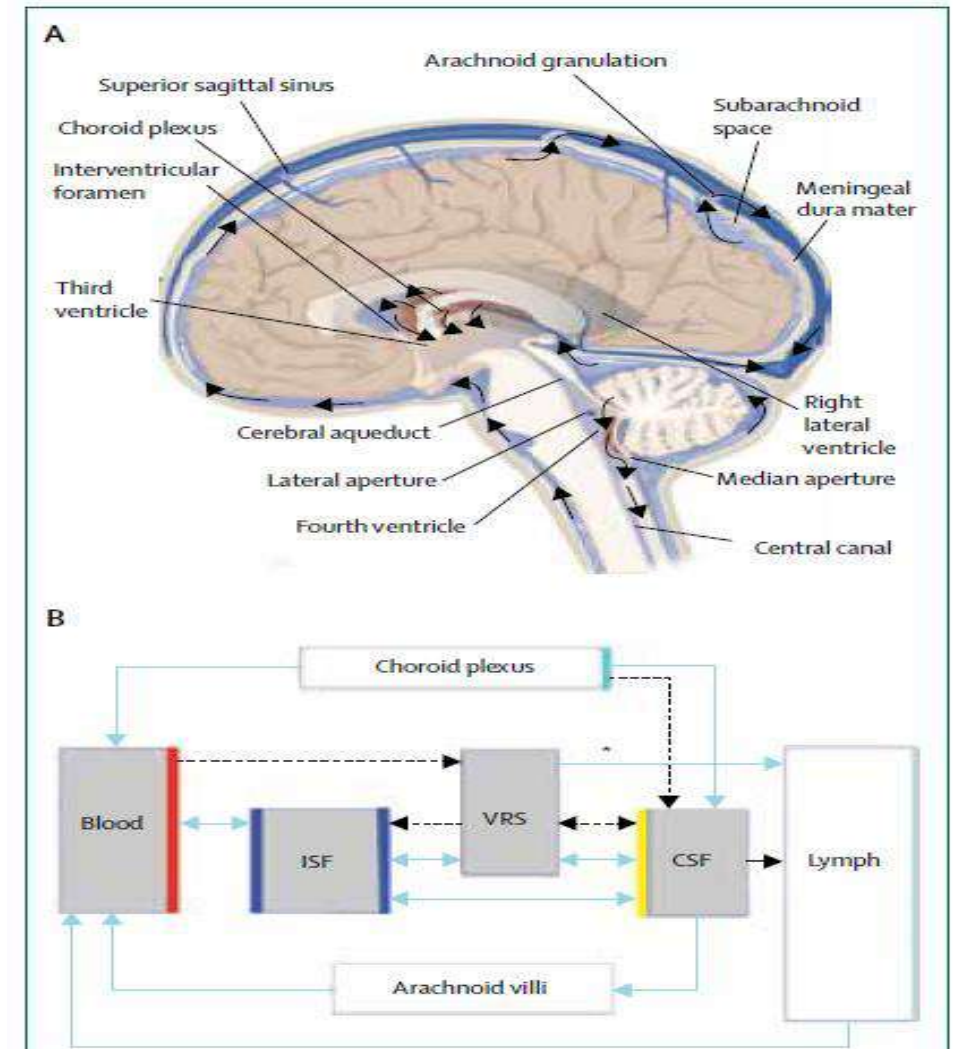 A
Arachnoid granulation
Superior sagittal sinus
Subarachnoid
space
Choroid plexus
Interventricular
foramen
Meningeal
dura mater
Third
ventricle
Right
lateral
ventricle
Cerebral aqueduct
Lateral aperture
Median aperture
Fourth ventricle
Central canal
B
Choroid plexus
*
Blood
ISF
VRS
CSF
Lymph
Arachnoid villi